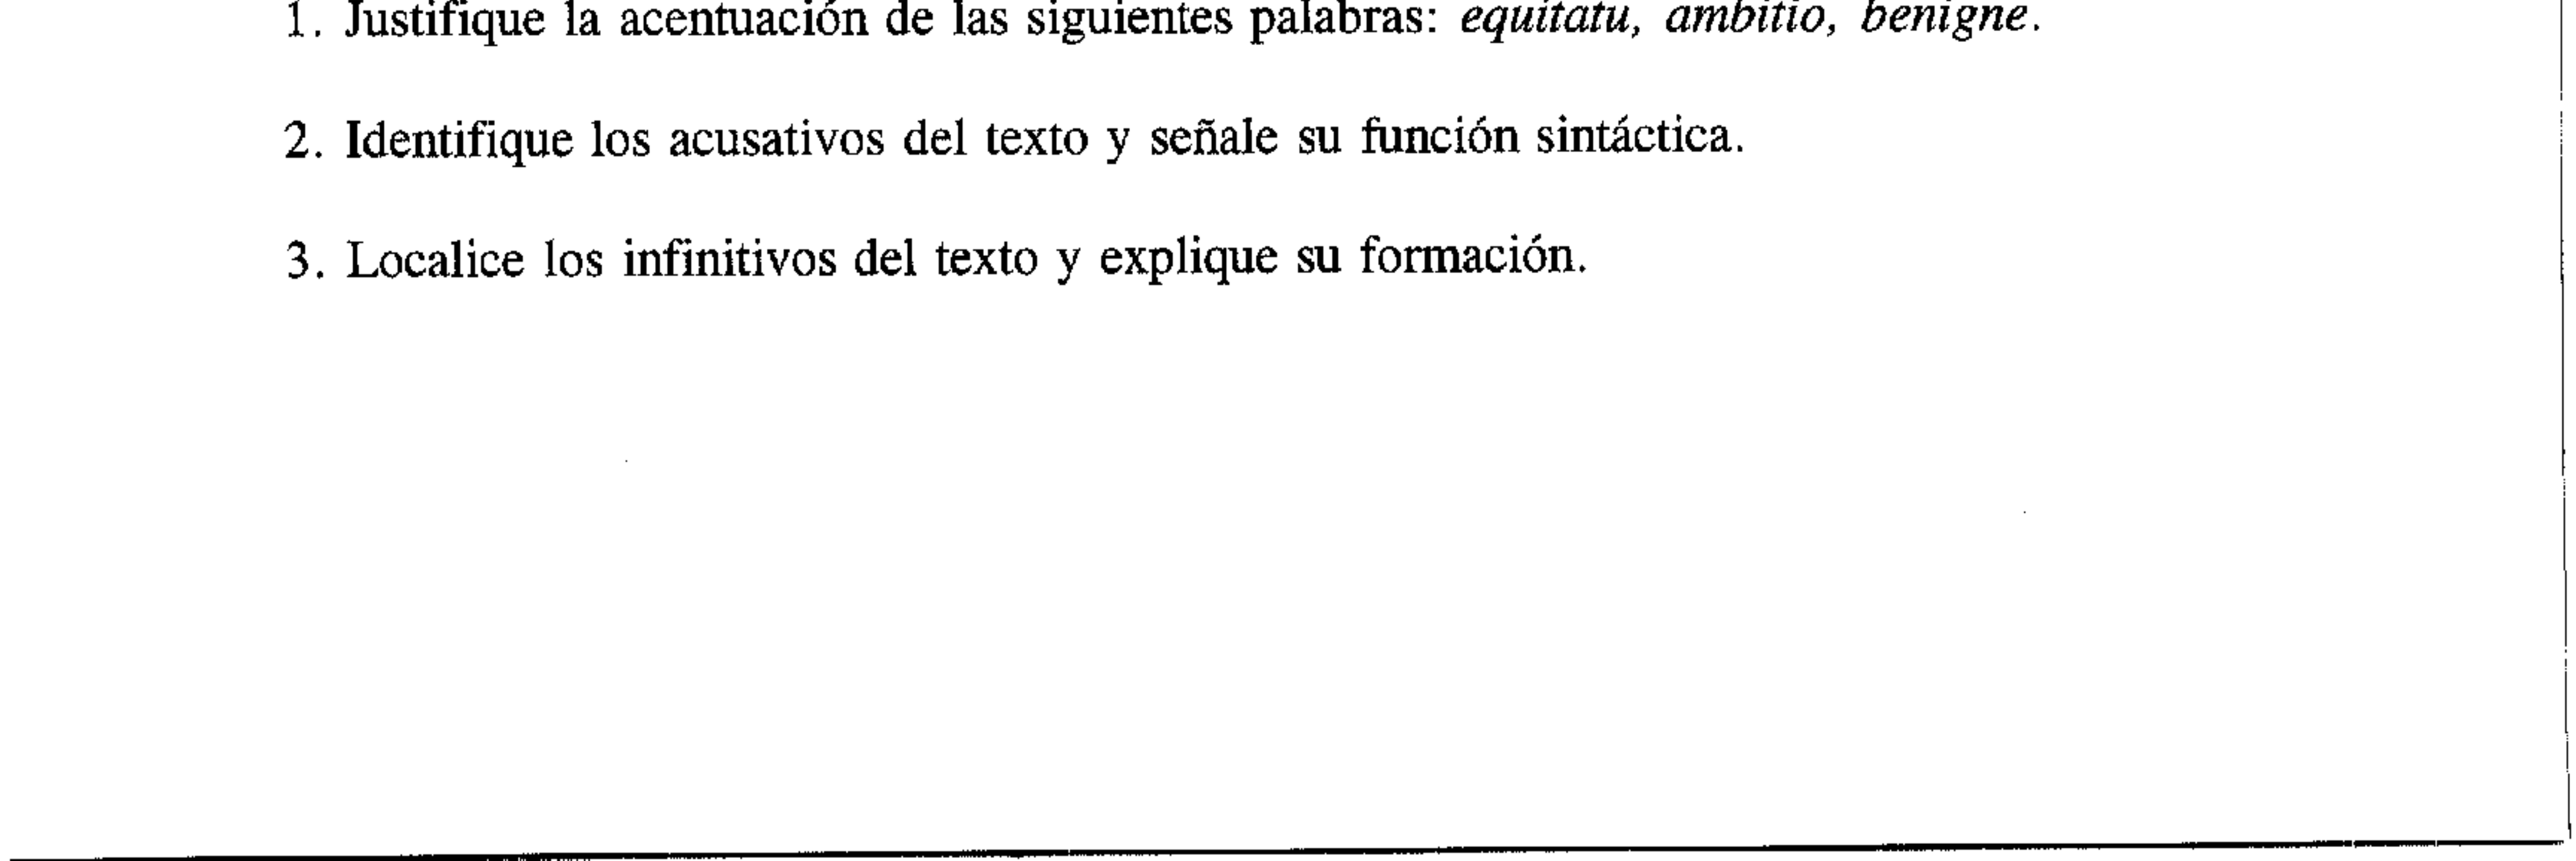 1. Justifique la acentuación de las siguientes palabras: equitatu, ambitio, benigne.
2. Identifique los acusativos del texto y señale su función sintáctica.
3. Localice los infinitivos del texto y explique su formación.